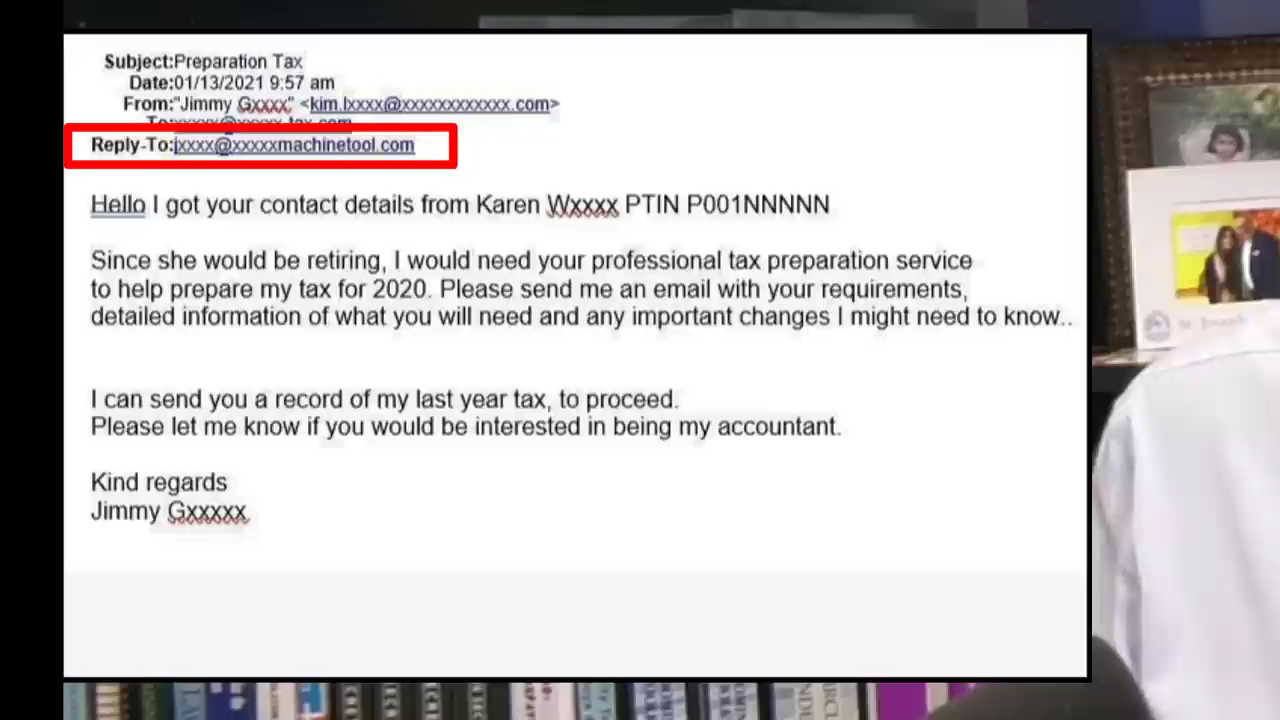 Subject:Preparation Tax
Date:01/13/2021 9:57 am
From:"Jimmy Gxxxx" <kim.lxxxx@xxxxxxxxxxxx.com>
Reply-To:jxxxx@xxxxxmachinetool.com
Hello I got your contact details from Karen Wxxxx PTIN P001NNNNN
Since she would be retiring, I would need your professional tax preparation service
to help prepare my tax for 2020. Please send me an email with your requirements,
detailed information of what you will need and any important changes I might need to know..
I can send you a record of my last year tax, to proceed.
Please let me know if you would be interested in being my accountant.
Kind regards
Jimmy Gxxxxx